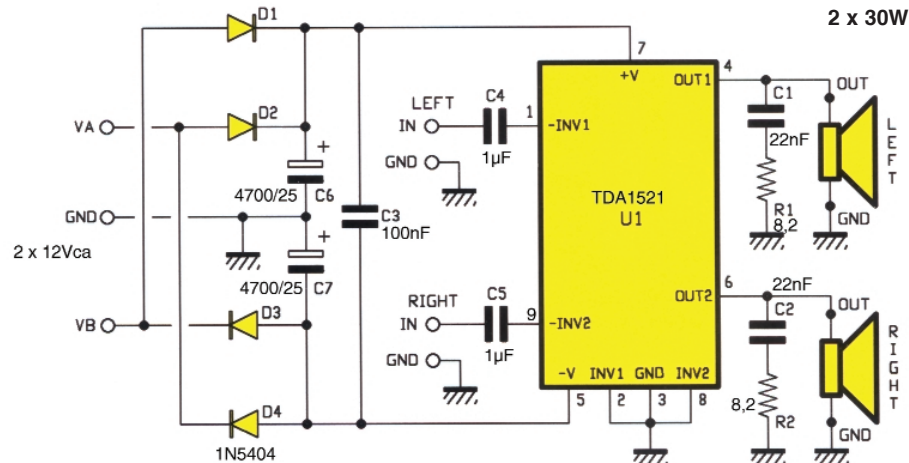 2 x 30W
D1
7
+V
OUT1
4
OUT
C1
22nF
LEFT
IN
C4
1
-INV1
1µF
GND
VA
D2
+
4700/25
C6
C3
100nF
TDA1521
U1
R1
8,2
GND
LEFT
GND
2 x 12Vca
+
4700/25
C7
6
OUT2
22nF
OUT
C2
RIGHT
IN
C5
9
-INV2
1µF
GND
VB
D3
D4
1N5404
-V
INV1
GND
INV2
5
2
3
8
8,2
R2
GND
RIGHT